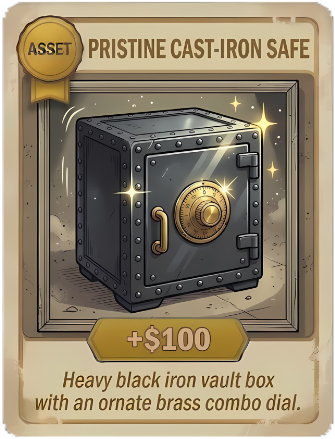 ASSET
PRISTINE CAST-IRON SAFE
+$100
Heavy black iron vault box
with an ornate brass combo dial.